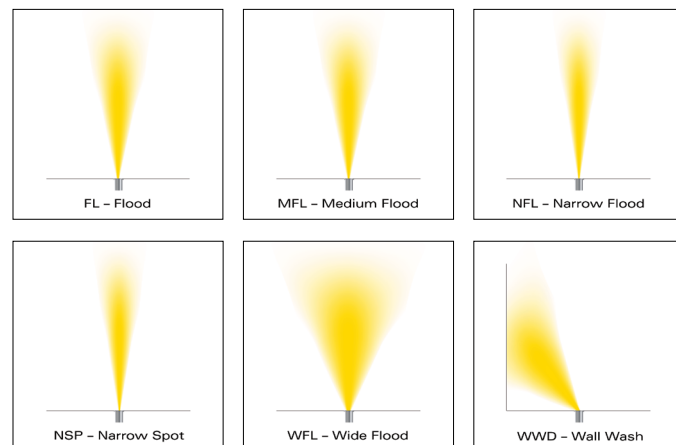 FL – Flood
MFL – Medium Flood
NFL – Narrow Flood
NSP – Narrow Spot
WFL – Wide Flood
WWD – Wall Wash